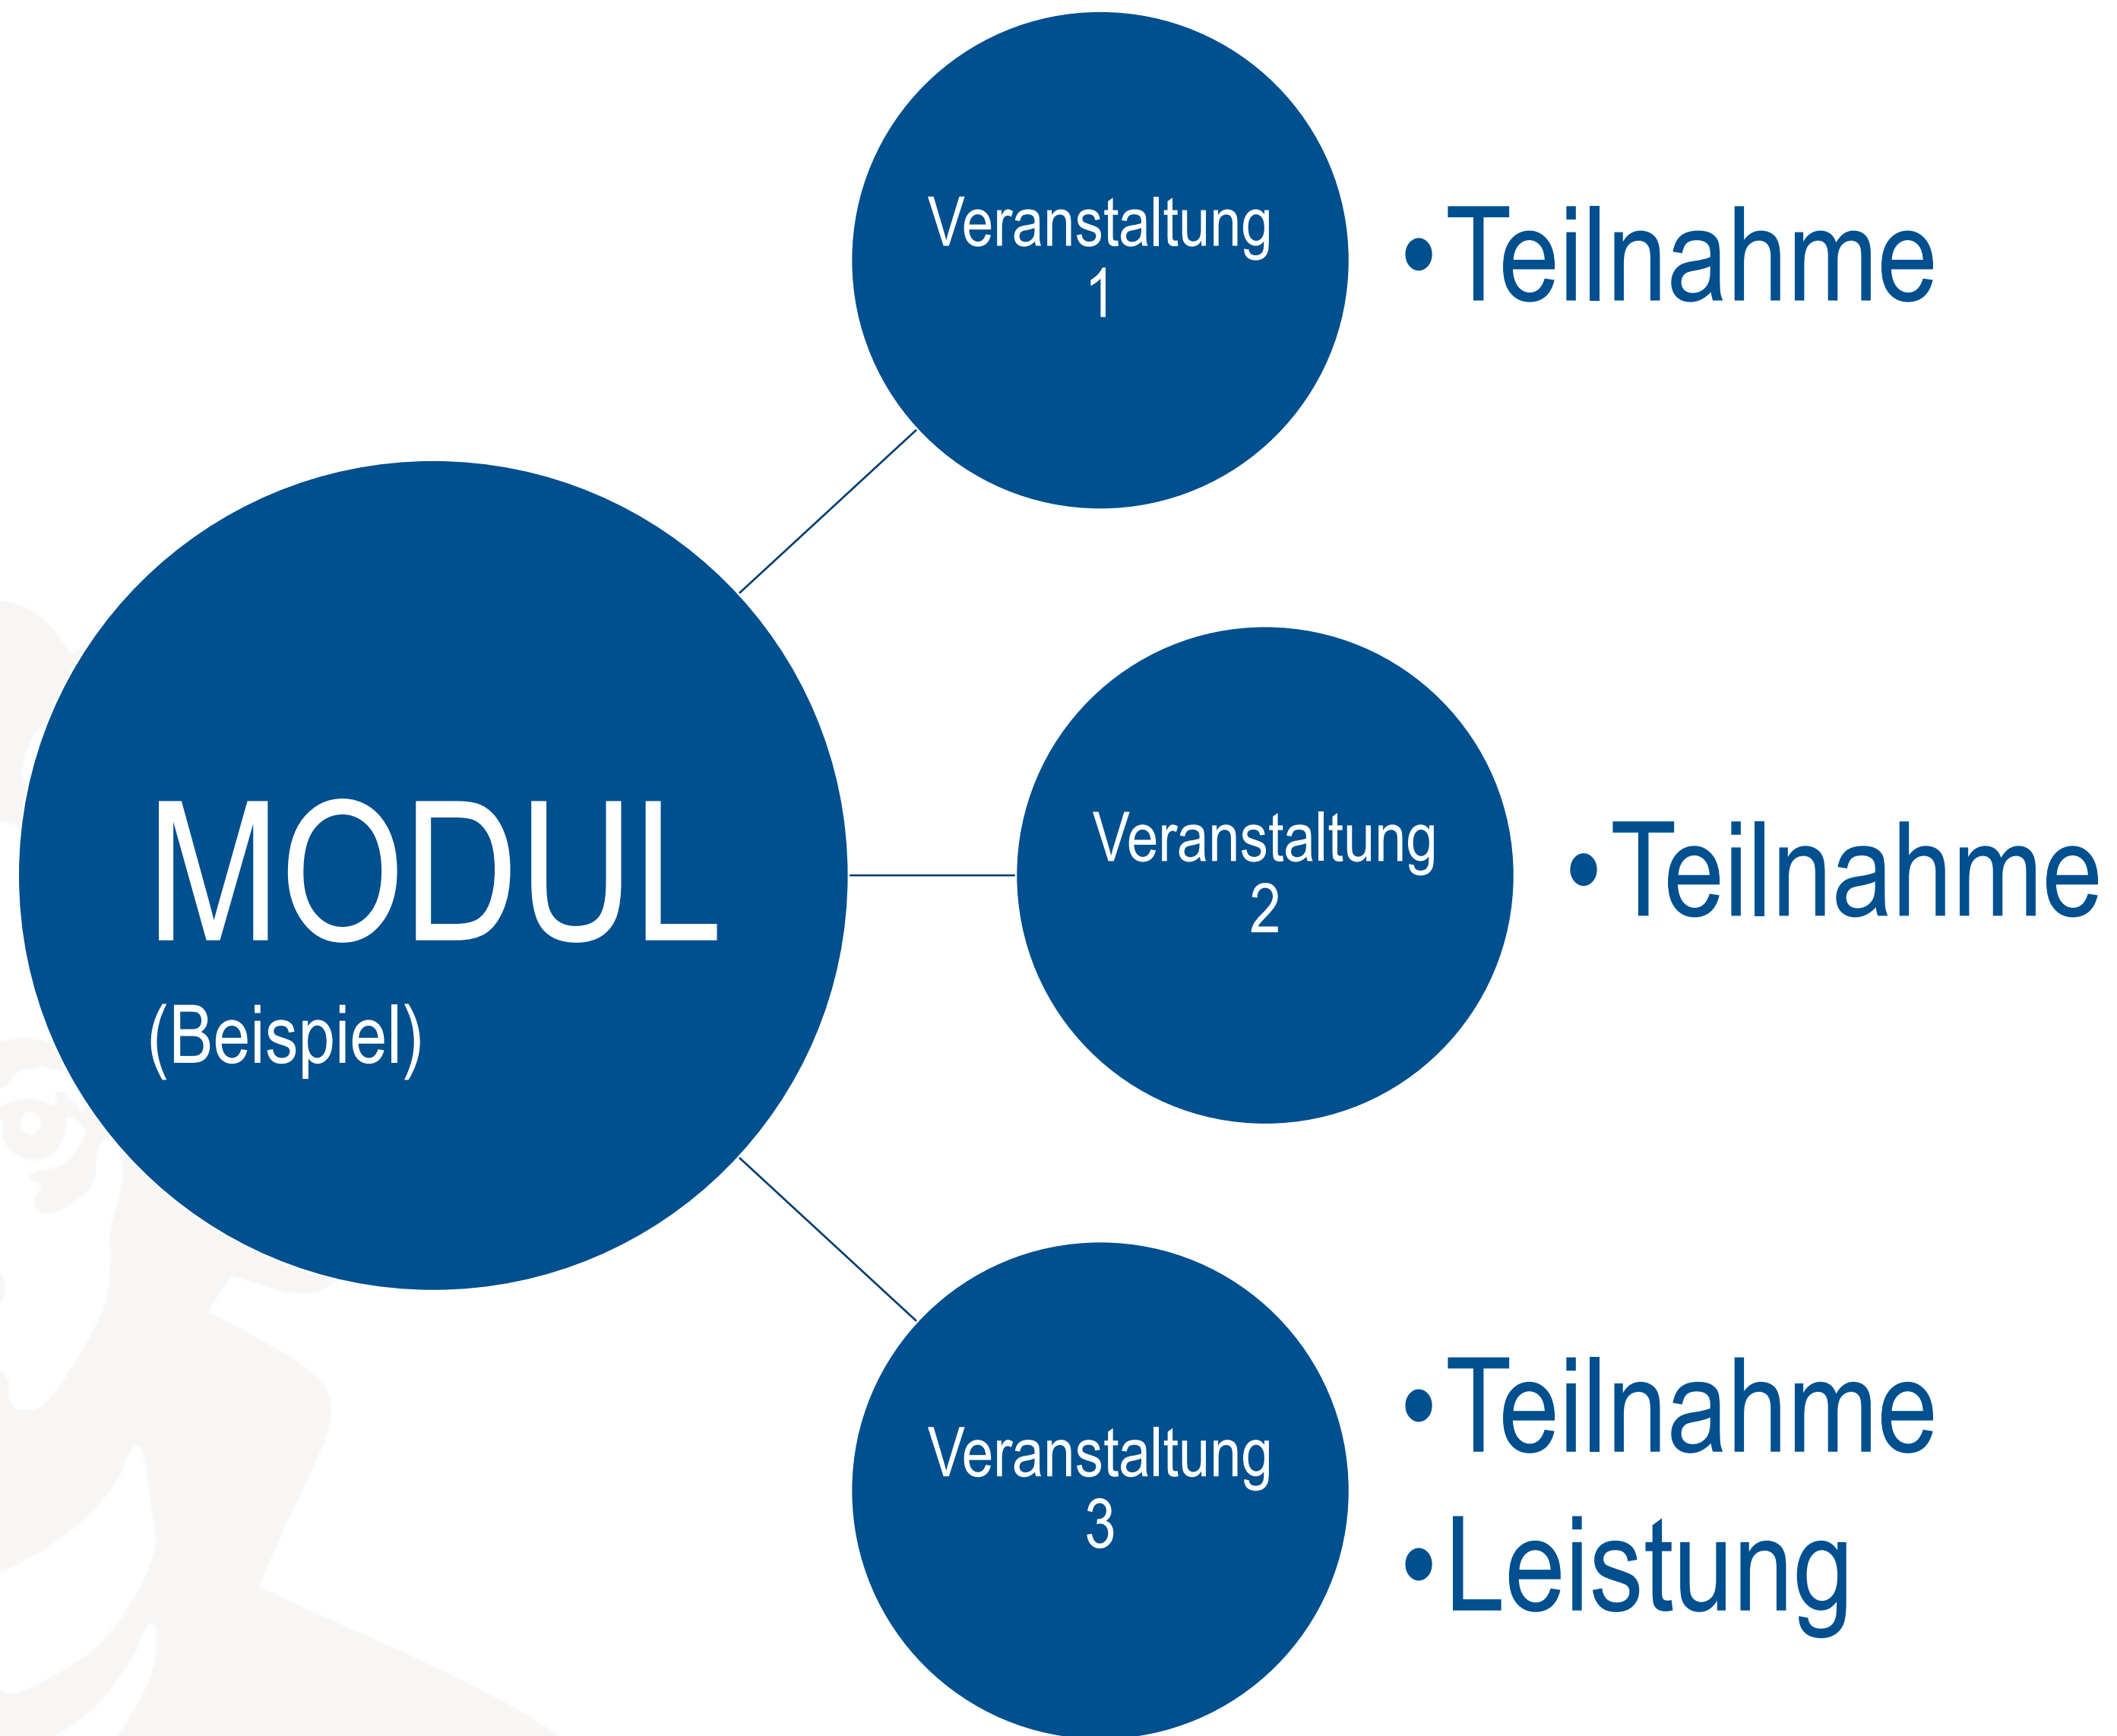 Veranstaltung
1
•Teilnahme
MODUL
(Beispiel)
Veranstaltung
2
• Teilnahme
Veranstaltung
3
•Teilnahme
•Leistung